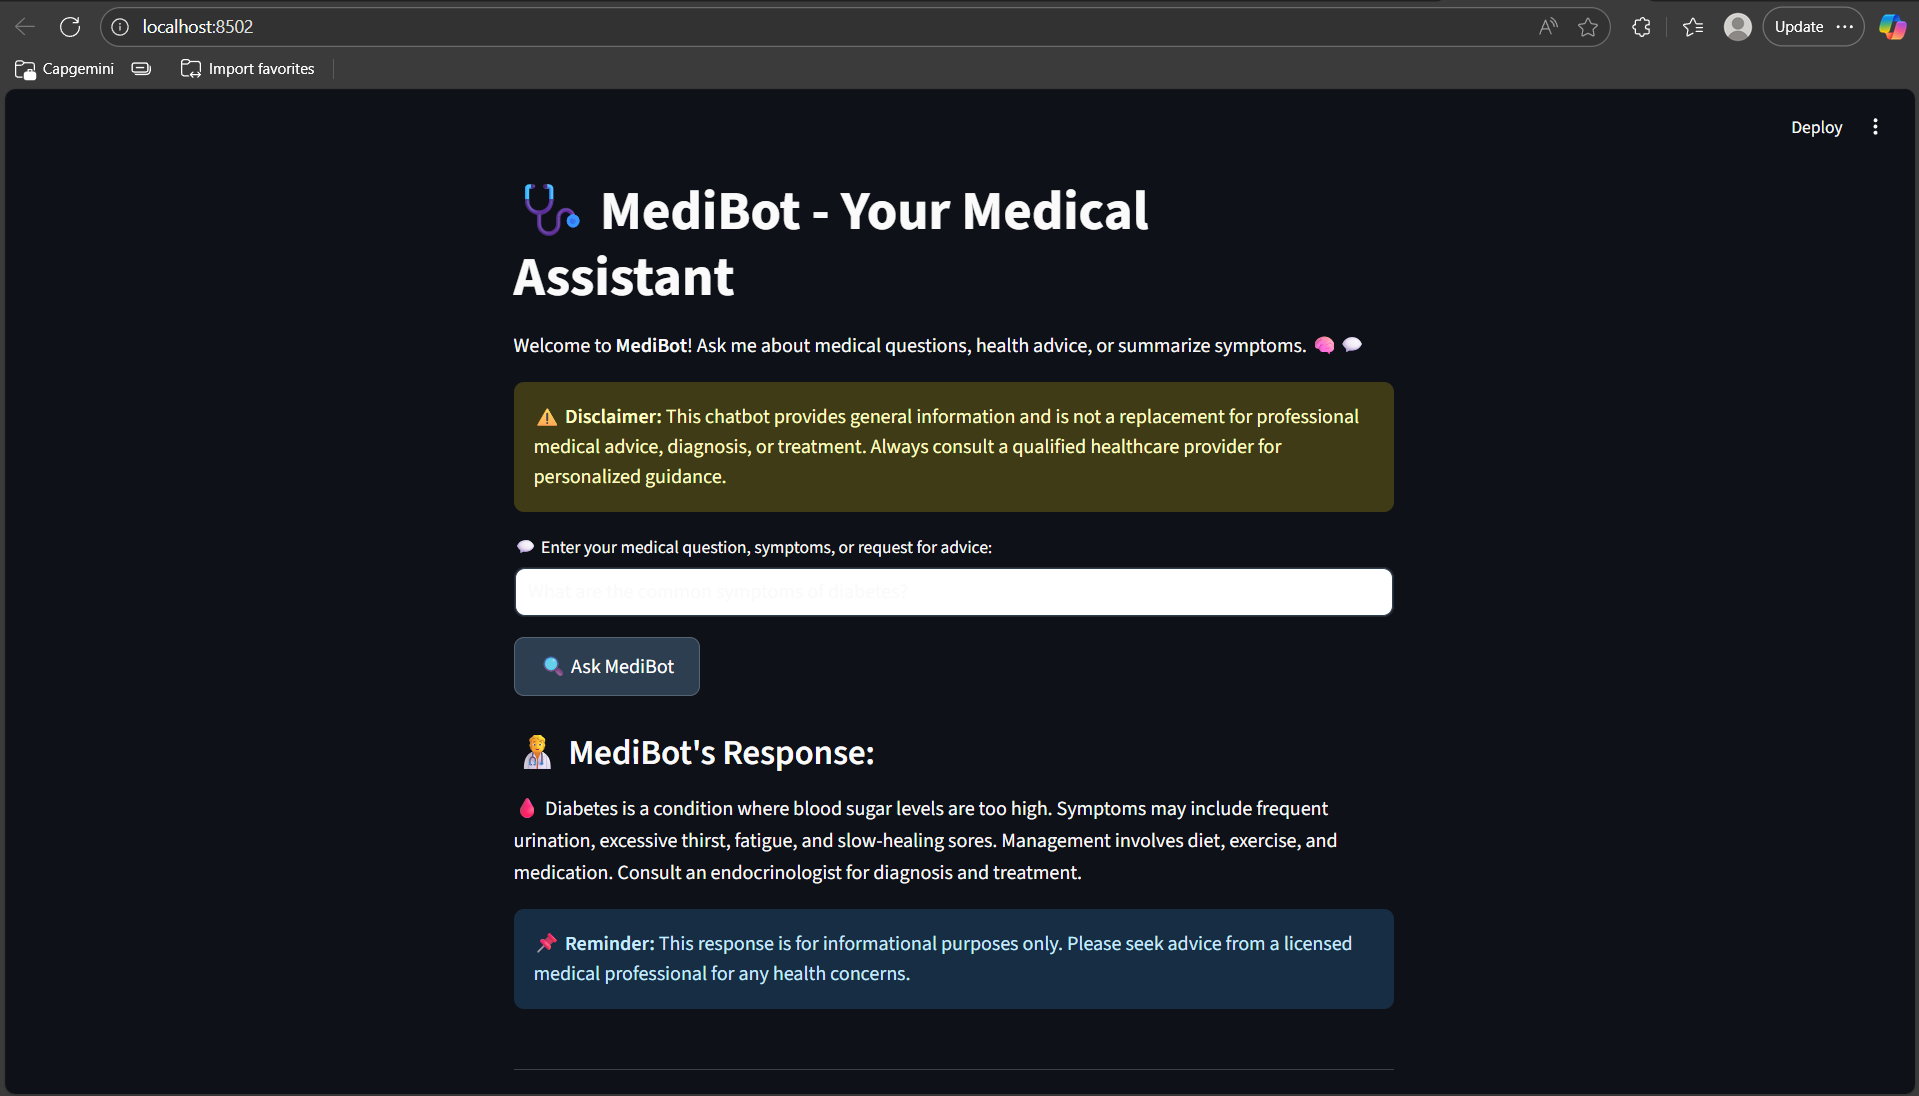 localhost:8502
Update
Capgemini
Import favorites
Deploy
MediBot - Your Medical
Assistant
Welcome to MediBot! Ask me about medical questions, health advice, or summarize symptoms.
Disclaimer: This chatbot provides general information and is not a replacement for professional
medical advice, diagnosis, or treatment. Always consult a qualified healthcare provider for
personalized guidance.
Enter your medical question, symptoms, or request for advice:
What are the common symptoms of diabetes?
Ask MediBot
MediBot's Response:
Diabetes is a condition where blood sugar levels are too high. Symptoms may include frequent
urination, excessive thirst, fatigue, and slow-healing sores. Management involves diet, exercise, and
medication. Consult an endocrinologist for diagnosis and treatment.
Reminder: This response is for informational purposes only. Please seek advice from a licensed
medical professional for any health concerns.